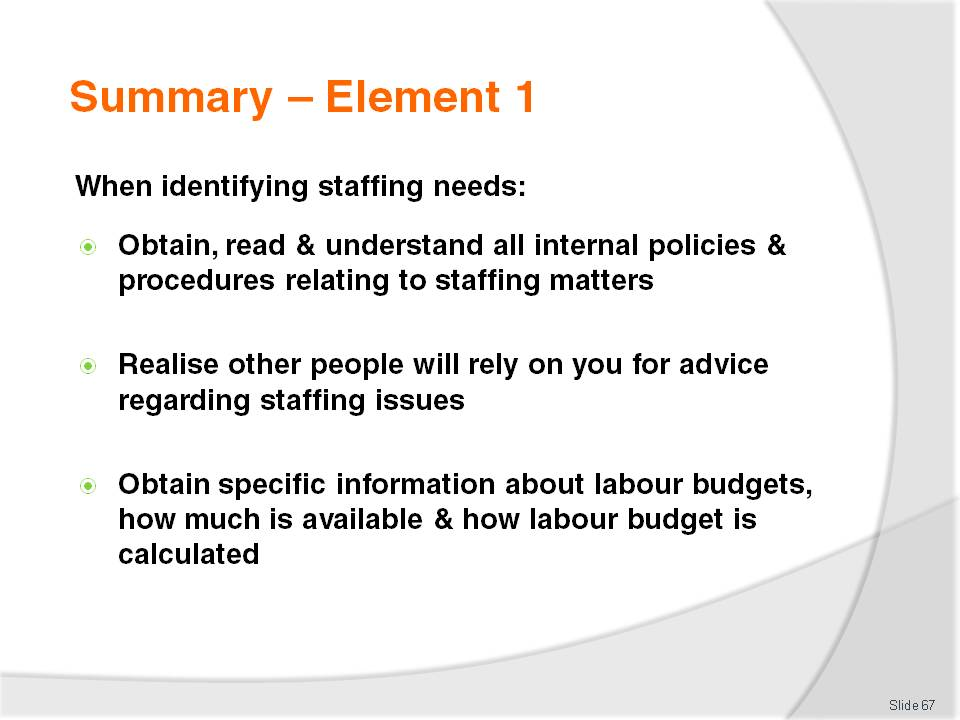 Summary – Element 1
When identifying staffing needs:
Obtain, read & understand all internal policies &
procedures relating to staffing matters
Realise other people will rely on you for advice
regarding staffing issues
Obtain specific information about labour budgets,
how much is available & how labour budget is
calculated
Slide 67